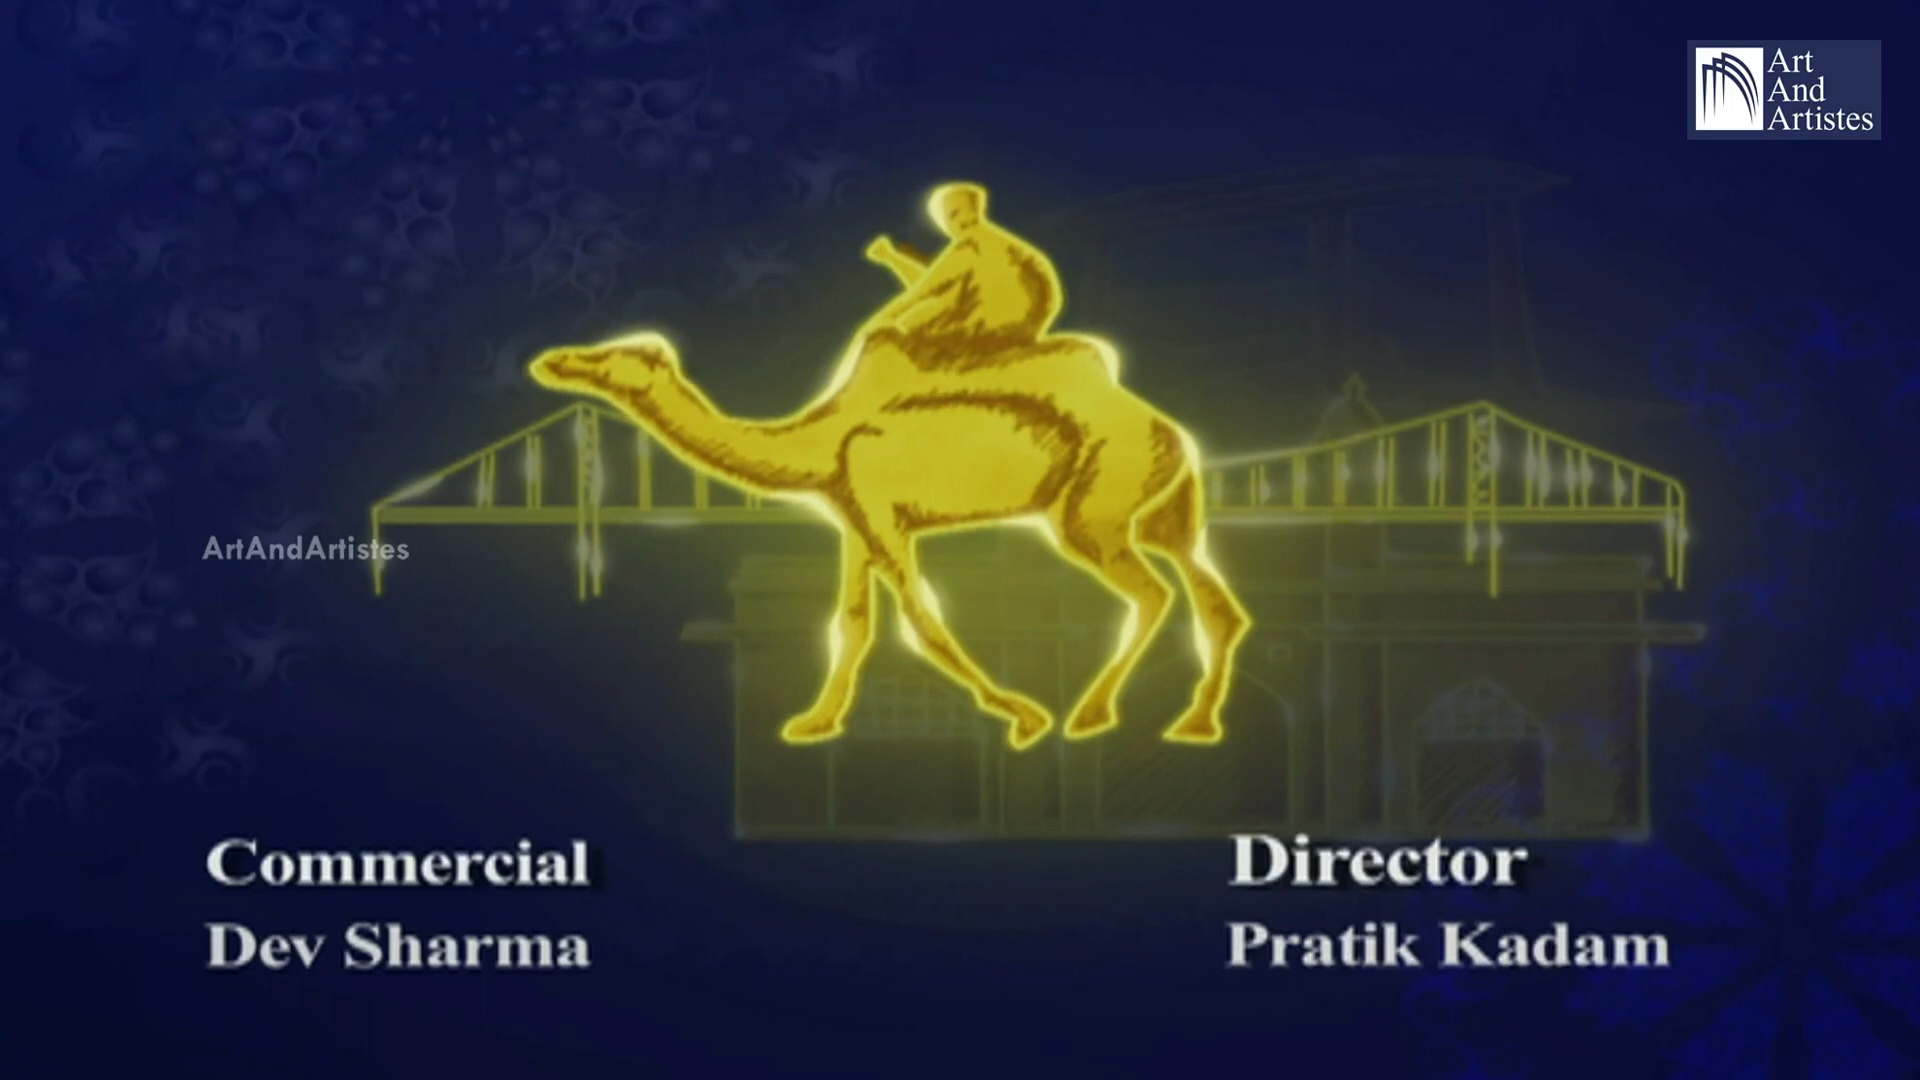 Art
And
Artistes
ArtAndArtistes
Commercial
Dev Sharma
Director
Pratik Kadam